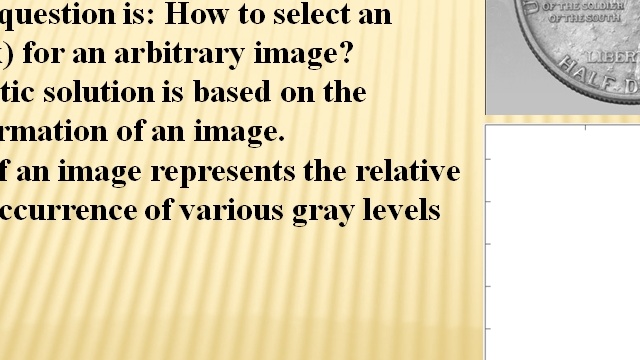 question is: How to select an
) for an arbitrary image?
tic solution is based on the
rmation of an image.
f an image represents the relative
ccurrence of various gray levels
OF THE SOLDIER
OF THE SOUTH
LIBER
HALF D